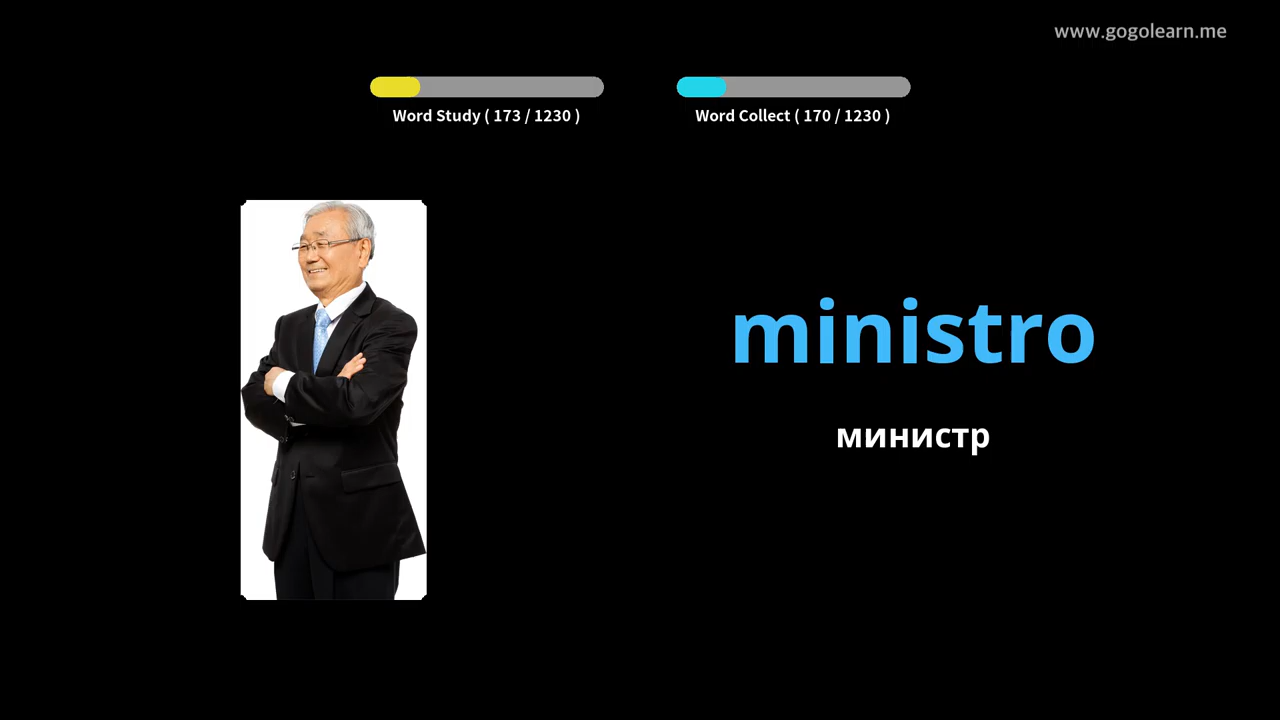 www.gogolearn.me
Word Study ( 173 / 1230 )
Word Collect ( 170 / 1230 )
ministro
министр